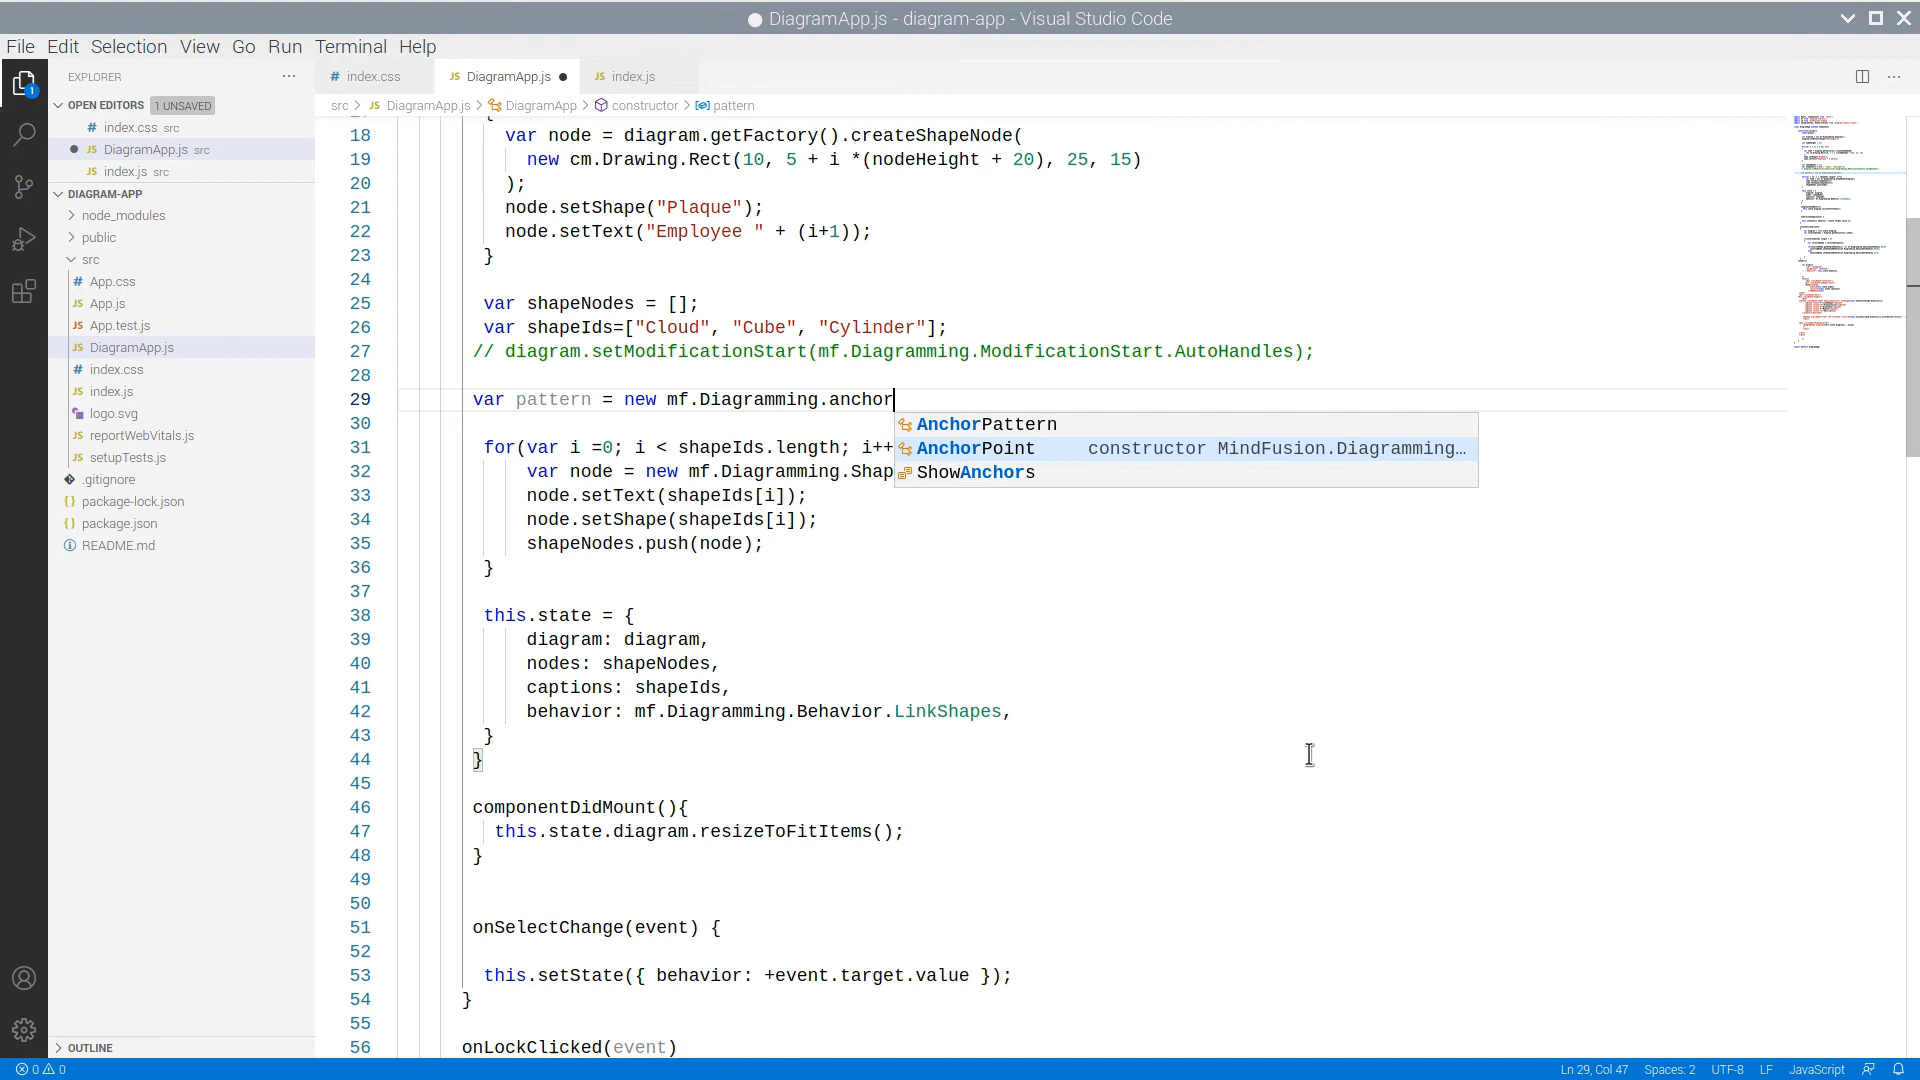 DiagramApp.js - diagram-app - Visual Studio Code
File Edit Selection View Go Run Terminal Help
EXPLORER
OPEN EDITORS 1 UNSAVED
index.css src
DiagramApp.js src
index.js src
DIAGRAM-APP
node_modules
public
src
App.css
App.js
App.test.js
DiagramApp.js
index.css
index.js
logo.svg
reportWebVitals.js
setupTests.js
.gitignore
package-lock.json
package.json
README.md
OUTLINE
index.css DiagramApp.js index.js
src > DiagramApp.js > DiagramApp > constructor > pattern
18 var node = diagram.getFactory().createShapeNode(
19 new cm.Drawing.Rect(10, 5 + i *(nodeHeight + 20), 25, 15)
20 );
21 node.setShape("Plaque");
22 node.setText("Employee " + (i+1));
23 }
24
25 var shapeNodes = [];
26 var shapeIds=["Cloud", "Cube", "Cylinder"];
27 // diagram.setModificationStart(mf.Diagramming.ModificationStart.AutoHandles);
28
29 var pattern = new mf.Diagramming.anchor
AnchorPattern
AnchorPoint constructor MindFusion.Diagramming…
ShowAnchors
30
31 for(var i =0; i < shapeIds.length; i++
32 var node = new mf.Diagramming.Shap
33 node.setText(shapeIds[i]);
34 node.setShape(shapeIds[i]);
35 shapeNodes.push(node);
36 }
37
38 this.state = {
39 diagram: diagram,
40 nodes: shapeNodes,
41 captions: shapeIds,
42 behavior: mf.Diagramming.Behavior.LinkShapes,
43 }
44 }
45
46 componentDidMount(){
47 this.state.diagram.resizeToFitItems();
48 }
49
50
51 onSelectChange(event) {
52
53 this.setState({ behavior: +event.target.value });
54 }
55
56 onLockClicked(event)
0 0 Ln 29, Col 47 Spaces: 2 UTF-8 LF JavaScript